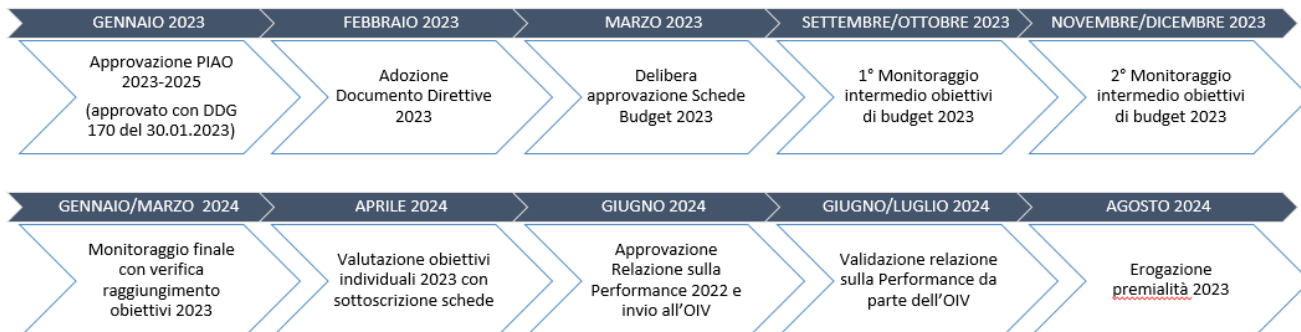 GENNAIO 2023
FEBBRAIO 2023
MARZO 2023
SETTEMBRE/OTTOBRE 2023
NOVEMBRE/DICEMBRE 2023
Approvazione PIAO
2023-2025
(approvato con DDG
170 del 30.01.2023)
Adozione
Documento Direttive
2023
Delibera
approvazione Schede
Budget 2023
1° Monitoraggio
intermedio obiettivi
di budget 2023
2° Monitoraggio
intermedio obiettivi
di budget 2023
GENNAIO/MARZO 2024
APRILE 2024
GIUGNO 2024
GIUGNO/LUGLIO 2024
AGOSTO 2024
Monitoraggio finale
con verifica
raggiungimento
obiettivi 2023
Valutazione obiettivi
individuali 2023 con
sottoscrizione schede
Approvazione
Relazione sulla
Performance 2022 e
invio all'OIV
Validazione relazione
sulla Performance da
parte dell'OIV
Erogazione
premialità 2023